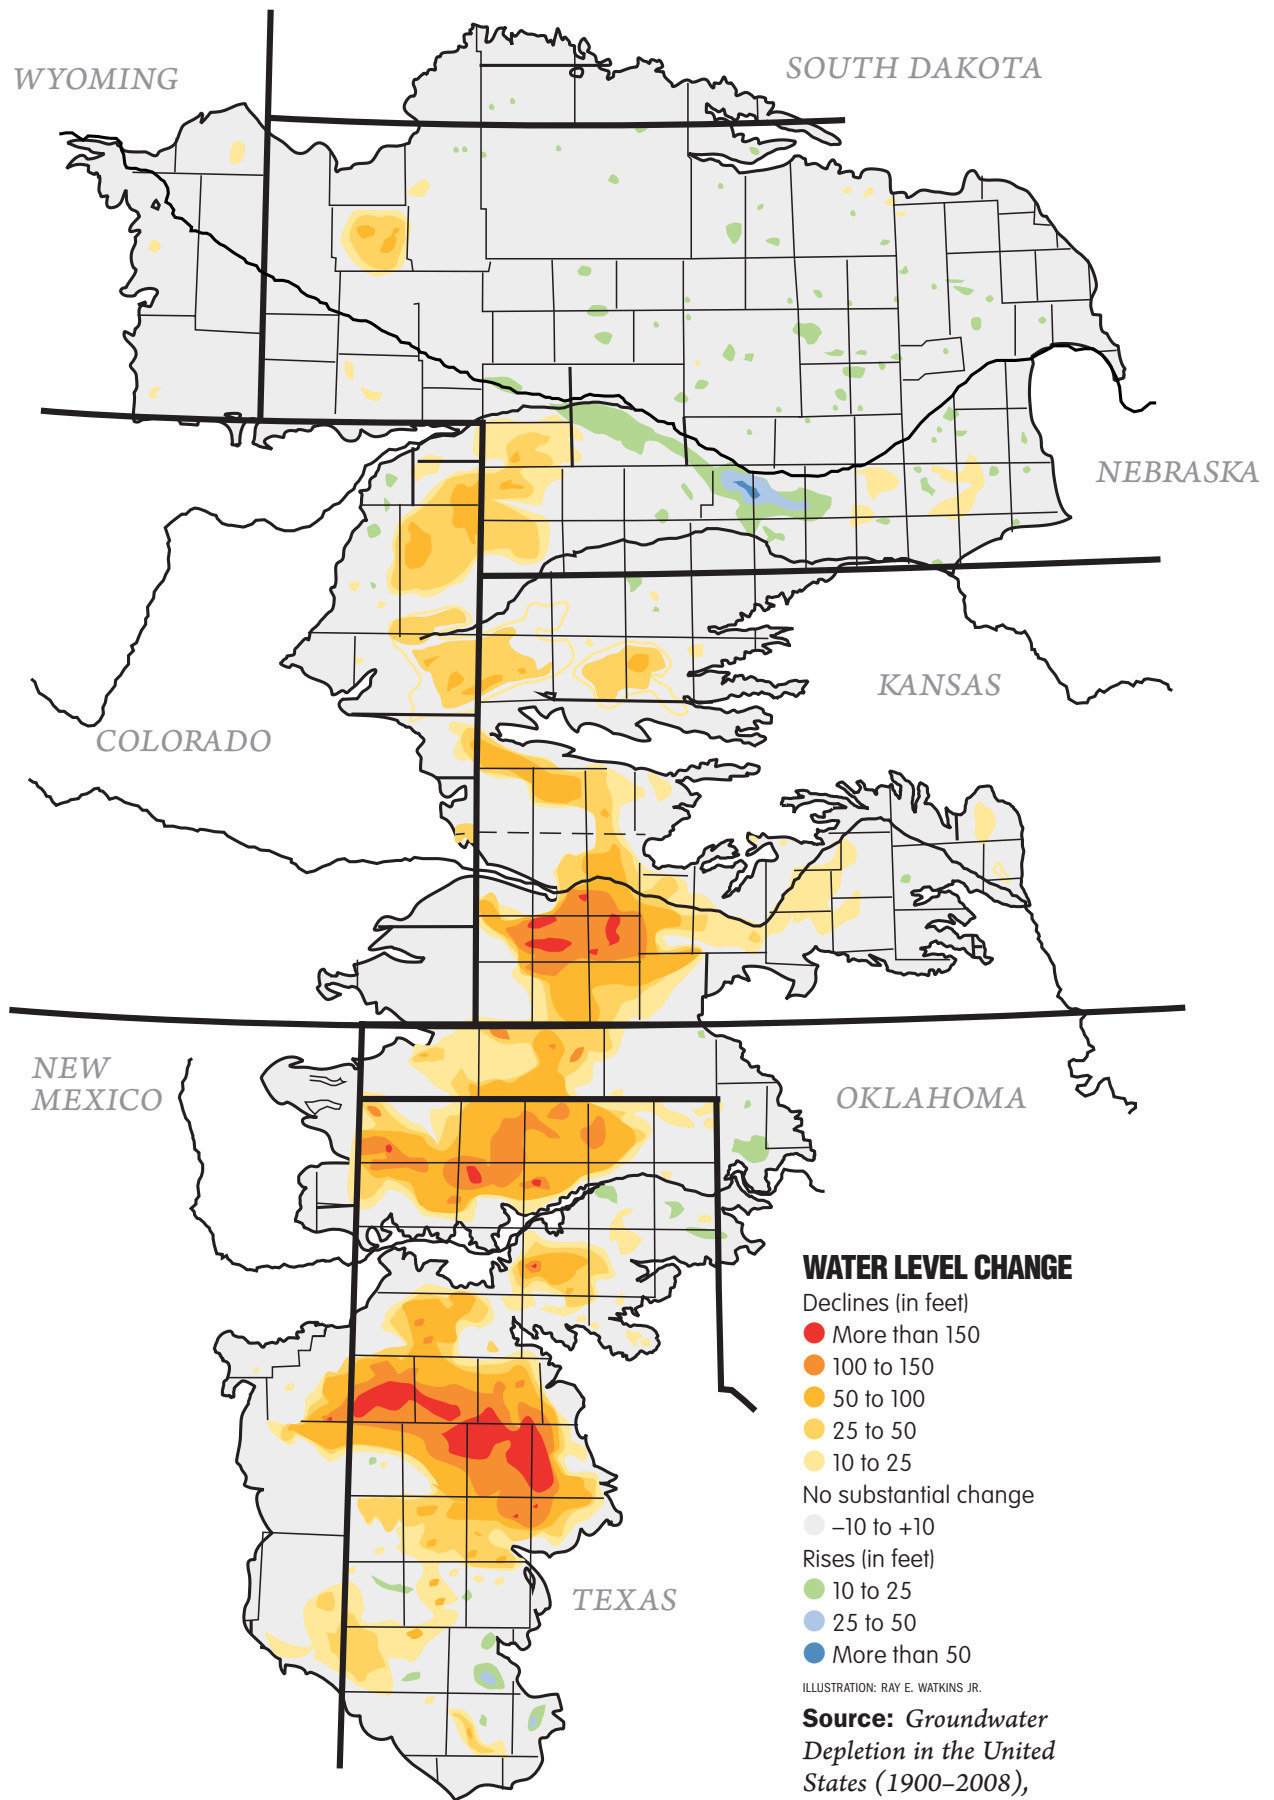 WYOMING
SOUTH DAKOTA
NEBRASKA
KANSAS
COLORADO
NEW
MEXICO
OKLAHOMA
TEXAS
WATER LEVEL CHANGE
Declines (in feet)
More than 150
100 to 150
50 to 100
25 to 50
10 to 25
No substantial change
–10 to +10
Rises (in feet)
10 to 25
25 to 50
More than 50
ILLUSTRATION: RAY E. WATKINS JR.
Source: Groundwater
Depletion in the United
States (1900–2008),